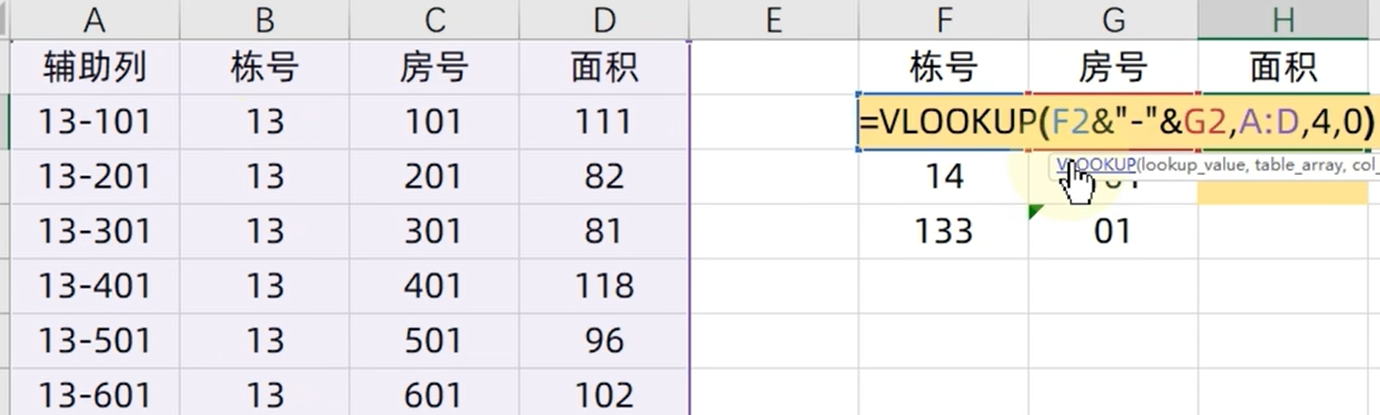 A B C D E F G H
辅助列 栋号 房号 面积 栋号 房号 面积
13-101 13 101 111 =VLOOKUP(F2&"-"&G2,A:D,4,0)
VLOOKUP(lookup_value, table_array, col_
13-201 13 201 82 14
13-301 13 301 81 133 01
13-401 13 401 118
13-501 13 501 96
13-601 13 601 102